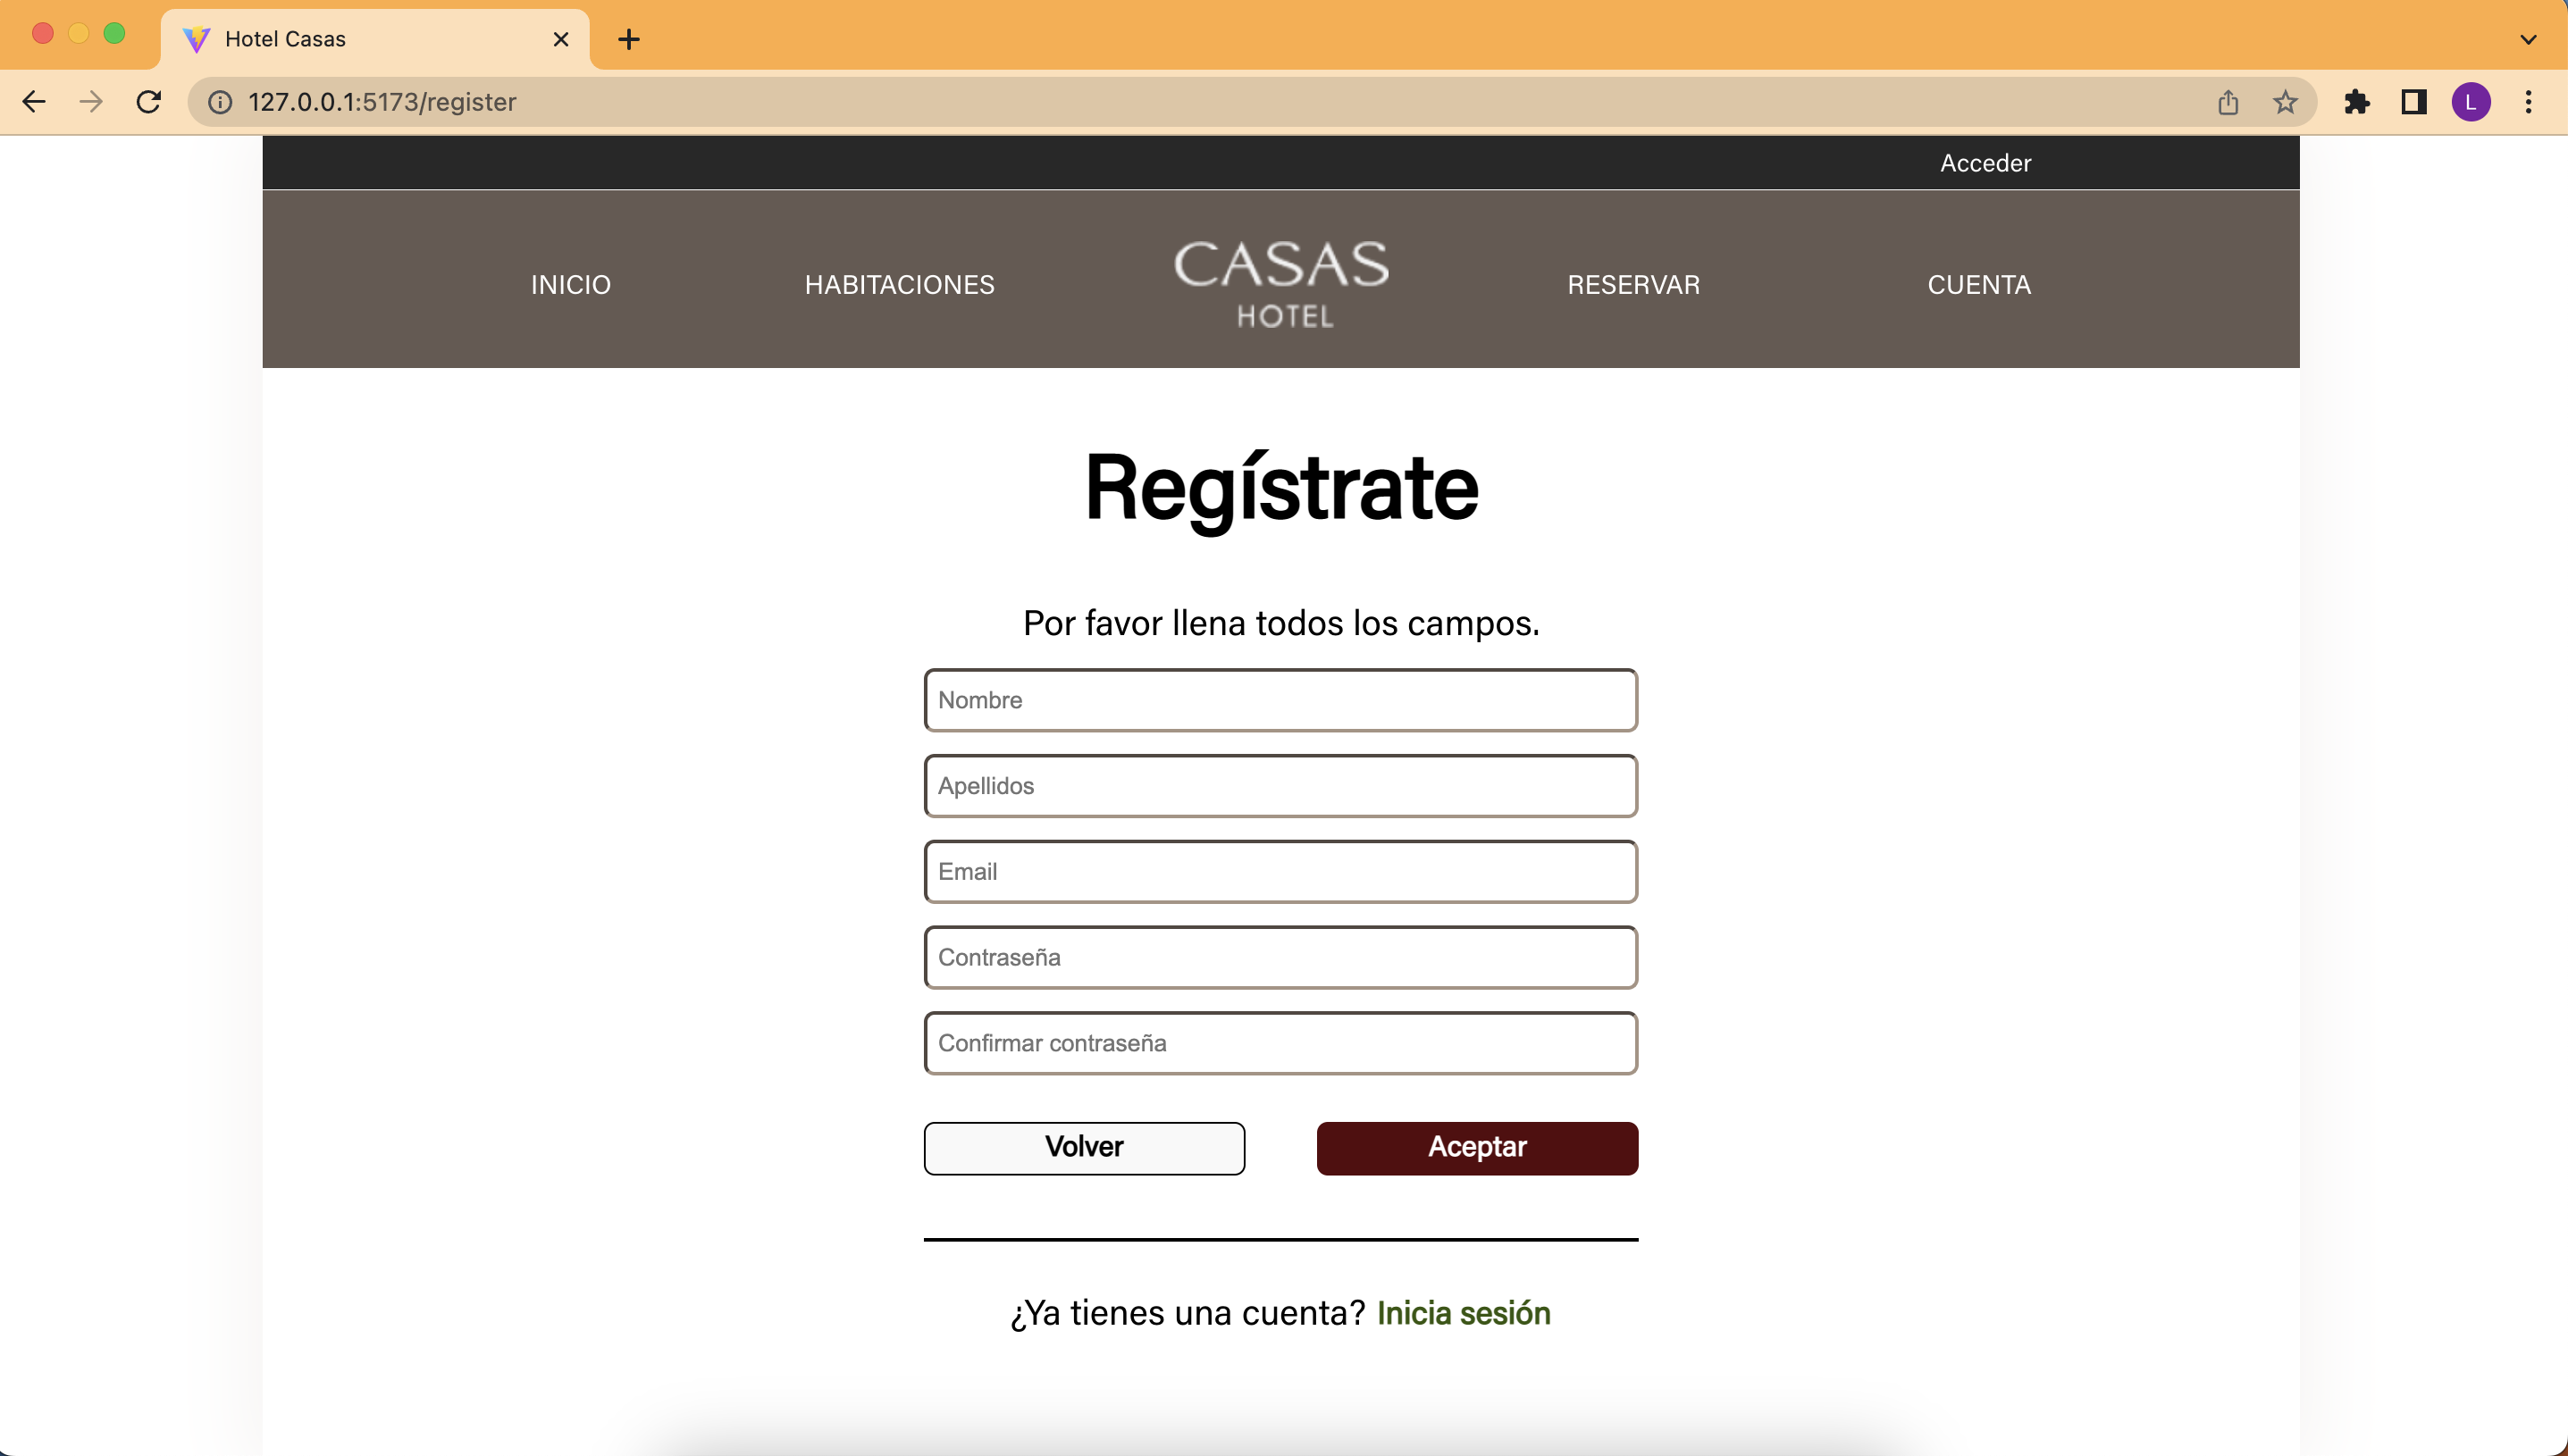 Hotel Casas
127.0.0.1:5173/register
L
Acceder
INICIO
HABITACIONES
CASAS
HOTEL
RESERVAR
CUENTA
Regístrate
Por favor llena todos los campos.
Nombre
Apellidos
Email
Contraseña
Confirmar contraseña
Volver
Aceptar
¿Ya tienes una cuenta? Inicia sesión